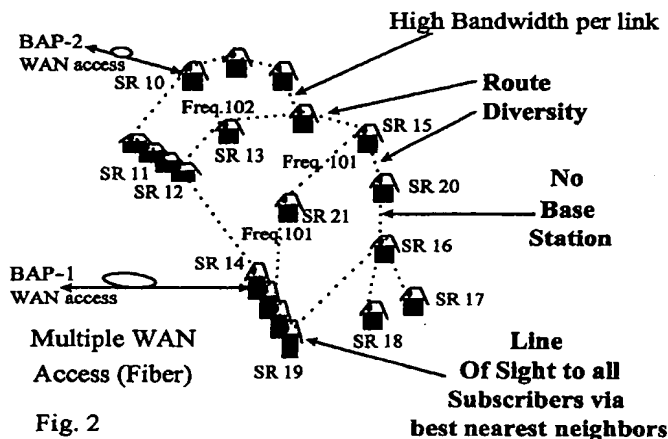 High Bandwidth per link
BAP-2
WAN access
SR 10
Route
Diversity
Freq.102
SR 15
SR 13
Freq. 101
SR 11
SR 12
SR 20
No
Base
Station
SR 21
Freq.101
SR 16
SR 14
BAP-1
WAN access
SR 17
SR 18
Multiple WAN
Access (Fiber)
SR 19
Line
Of Sight to all
Subscribers via
best nearest neighbors
Fig. 2